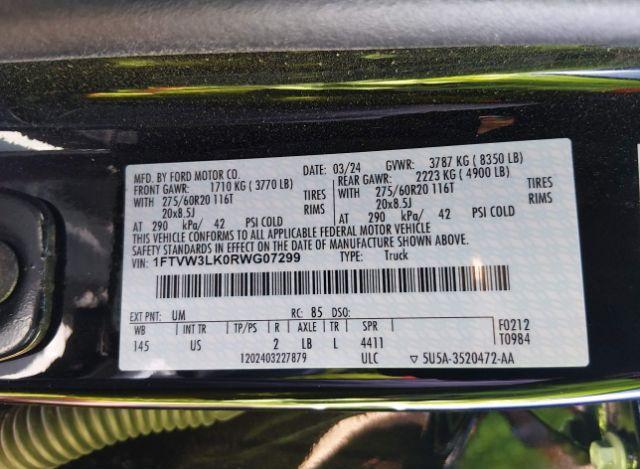 MFD. BY FORD MOTOR CO. DATE: 03/24 GVWR: 3787 KG ( 8350 LB)
FRONT GAWR: 1710 KG ( 3770 LB) REAR GAWR: 2223 KG ( 4900 LB)
WITH 275/60R20 116T TIRES WITH 275/60R20 116T TIRES
20x8.5J RIMS 20x8.5J RIMS
AT 290 kPa/ 42 PSI COLD AT 290 kPa/ 42 PSI COLD
THIS VEHICLE CONFORMS TO ALL APPLICABLE FEDERAL MOTOR VEHICLE
SAFETY STANDARDS IN EFFECT ON THE DATE OF MANUFACTURE SHOWN ABOVE.
VIN: 1FTVW3LK0RWG07299 TYPE: Truck
EXT PNT: UM RC: 85 DSO:
WB INT TR TP/PS R AXLE TR SPR F0212
145 US 2 LB L 4411 T0984
1202403227879 ULC ▽ 5U5A-3520472-AA